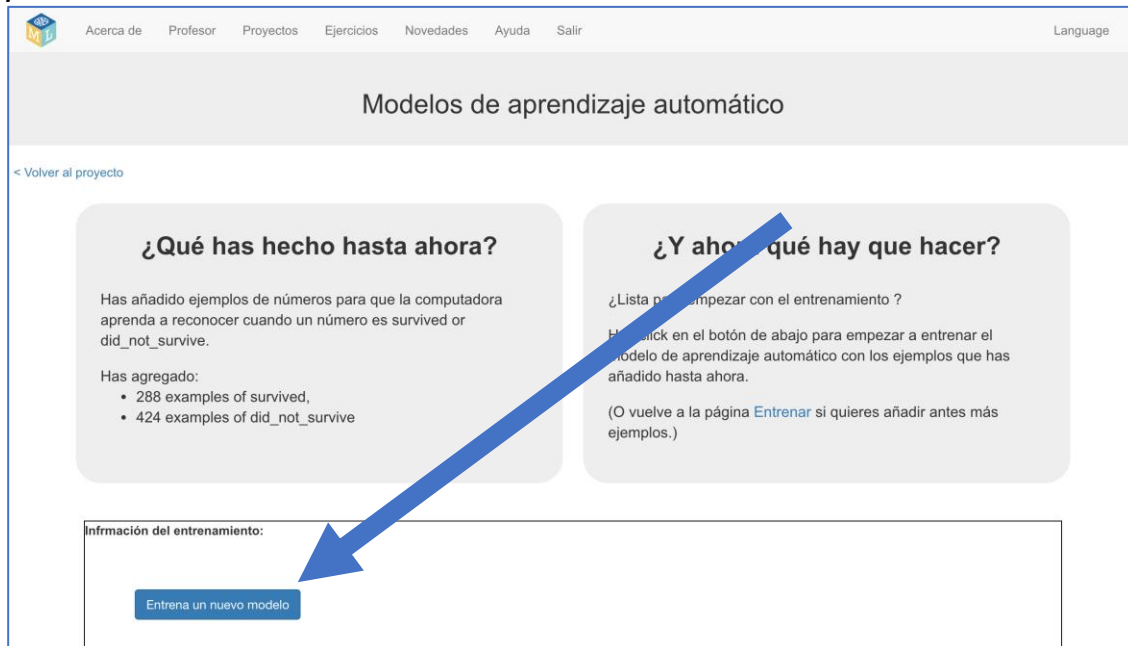 Acerca de Profesor Proyectos Ejercicios Novedades Ayuda Salir Language
Modelos de aprendizaje automático
< Volver al proyecto
¿Qué has hecho hasta ahora?
Has añadido ejemplos de números para que la computadora
aprenda a reconocer cuando un número es survived or
did_not_survive.
Has agregado:
• 288 examples of survived,
• 424 examples of did_not_survive
¿Y ahora qué hay que hacer?
¿Lista para empezar con el entrenamiento ?
click en el botón de abajo para empezar a entrenar el
modelo de aprendizaje automático con los ejemplos que has
añadido hasta ahora.
(O vuelve a la página Entrenar si quieres añadir antes más
ejemplos.)
Infrmación del entrenamiento:
Entrena un nuevo modelo